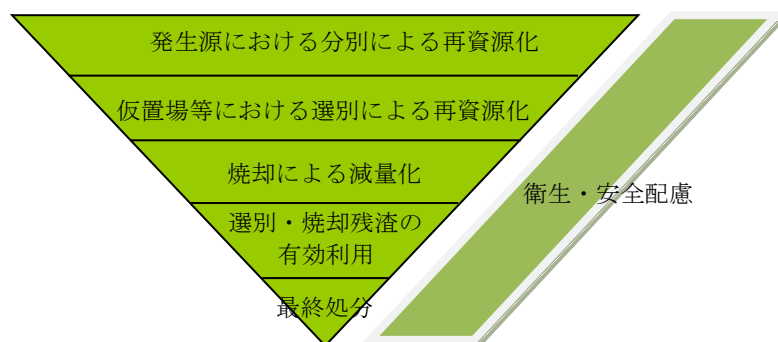 発生源における分別による再資源化
仮置場等における選別による再資源化
焼却による減量化
衛生・安全配慮
選別・焼却残渣の
有効利用
最終処分